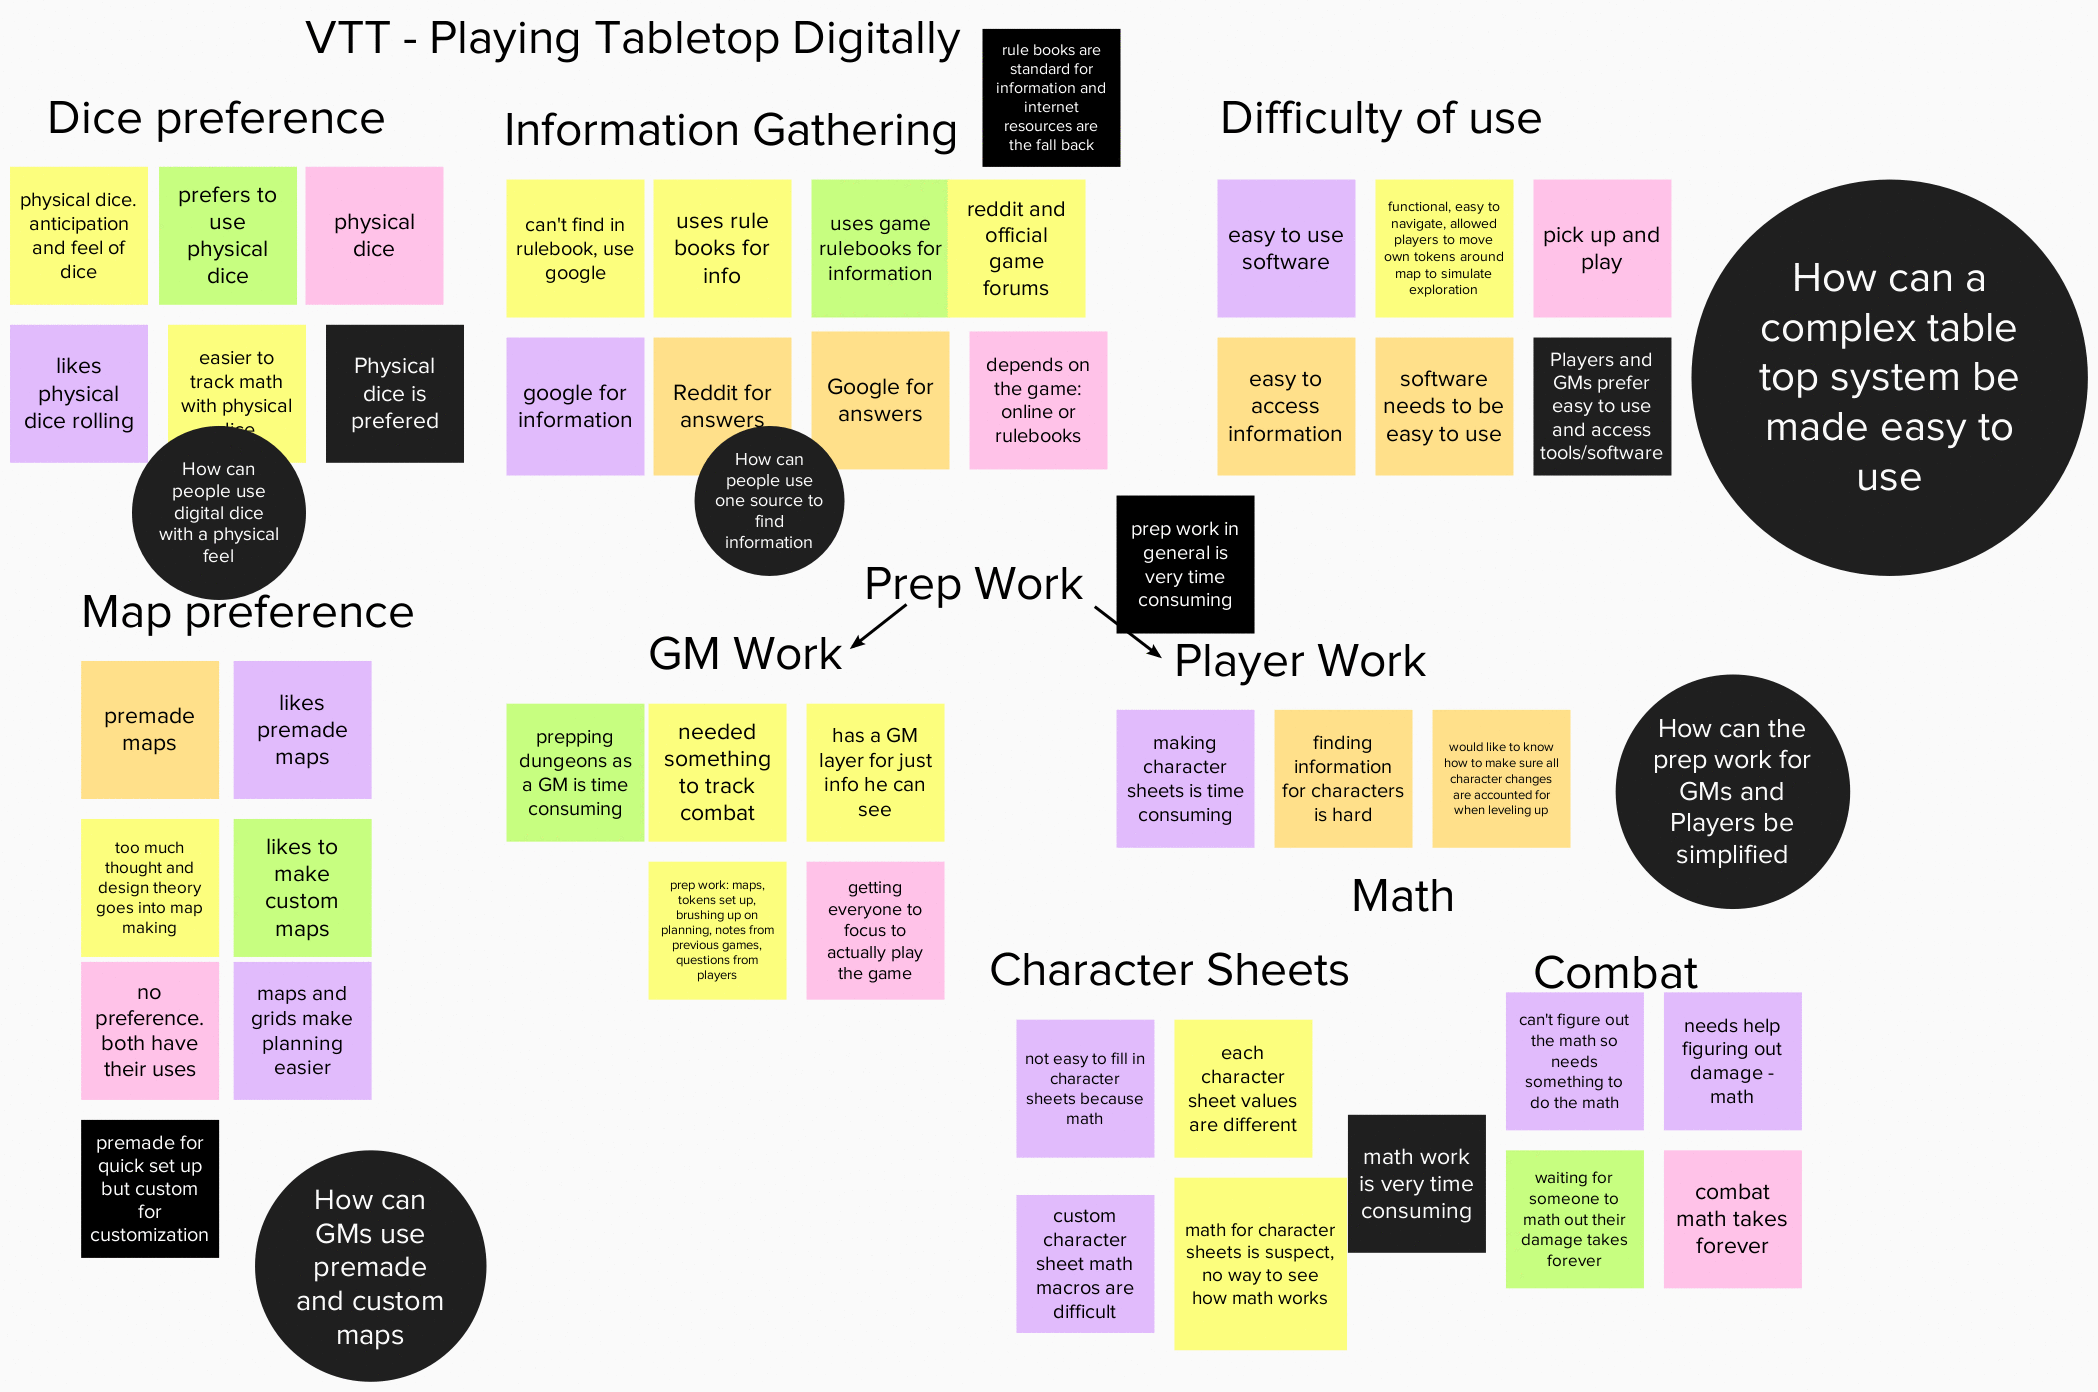 VTT - Playing Tabletop Digitally
rule books are
standard for
information and
internet
resources are
the fall back
Dice preference
physical dice.
anticipation
and feel of
dice
prefers to
use
physical
dice
physical
dice
likes
physical
dice rolling
easier to
track math
with physical
dise
Physical
dice is
prefered
How can
people use
digital dice
with a physical
feel
Information Gathering
can't find in
rulebook, use
google
uses rule
books for
info
uses game
rulebooks for
information
reddit and
official
game
forums
google for
information
Reddit for
answers
Google for
answers
depends on
the game:
online or
rulebooks
How can
people use
one source to
find
information
Difficulty of use
easy to use
software
functional, easy to
navigate, allowed
players to move
own tokens around
map to simulate
exploration
pick up and
play
easy to
access
information
software
needs to be
easy to use
Players and
GMs prefer
easy to use
and access
tools/software
How can a
complex table
top system be
made easy to
use
Map preference
premade
maps
likes
premade
maps
too much
thought and
design theory
goes into map
making
likes to
make
custom
maps
no
preference.
both have
their uses
maps and
grids make
planning
easier
premade for
quick set up
but custom
for
customization
How can
GMs use
premade
and custom
maps
Prep Work
prep work in
general is
very time
consuming
GM Work
prepping
dungeons as
a GM is time
consuming
needed
something
to track
combat
has a GM
layer for just
info he can
see
prep work: maps,
tokens set up,
brushing up on
planning, notes from
previous games,
questions from
players
getting
everyone to
focus to
actually play
the game
Player Work
making
character
sheets is time
consuming
finding
information
for characters
is hard
would like to know
how to make sure all
character changes
are accounted for
when leveling up
How can the
prep work for
GMs and
Players be
simplified
Math
Character Sheets
not easy to fill in
character
sheets because
math
each
character
sheet values
are different
custom
character
sheet math
macros are
difficult
math for character
sheets is suspect,
no way to see
how math works
math work
is very time
consuming
Combat
can't figure out
the math so
needs
something to
do the math
needs help
figuring out
damage -
math
waiting for
someone to
math out their
damage takes
forever
combat
math takes
forever